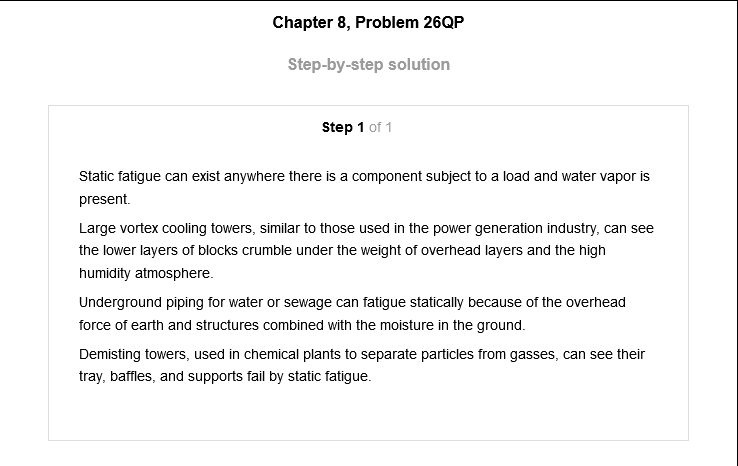 Chapter 8, Problem 26QP
Step-by-step solution
Step 1 of 1
Static fatigue can exist anywhere there is a component subject to a load and water vapor is
present.
Large vortex cooling towers, similar to those used in the power generation industry, can see
the lower layers of blocks crumble under the weight of overhead layers and the high
humidity atmosphere.
Underground piping for water or sewage can fatigue statically because of the overhead
force of earth and structures combined with the moisture in the ground.
Demisting towers, used in chemical plants to separate particles from gasses, can see their
tray, baffles, and supports fail by static fatigue.